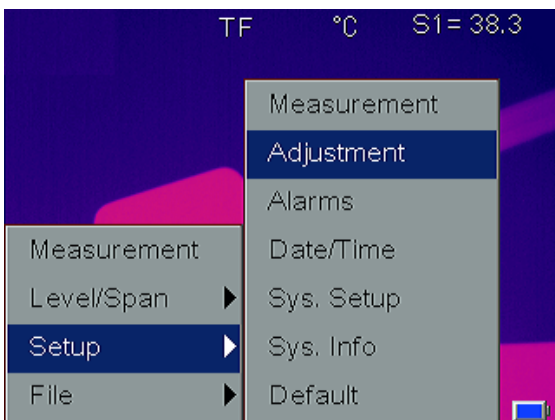 TF °C S1= 38.3
Measurement
Adjustment
Alarms
Date/Time
Sys. Setup
Sys. Info
Default
Measurement
Level/Span
Setup
File